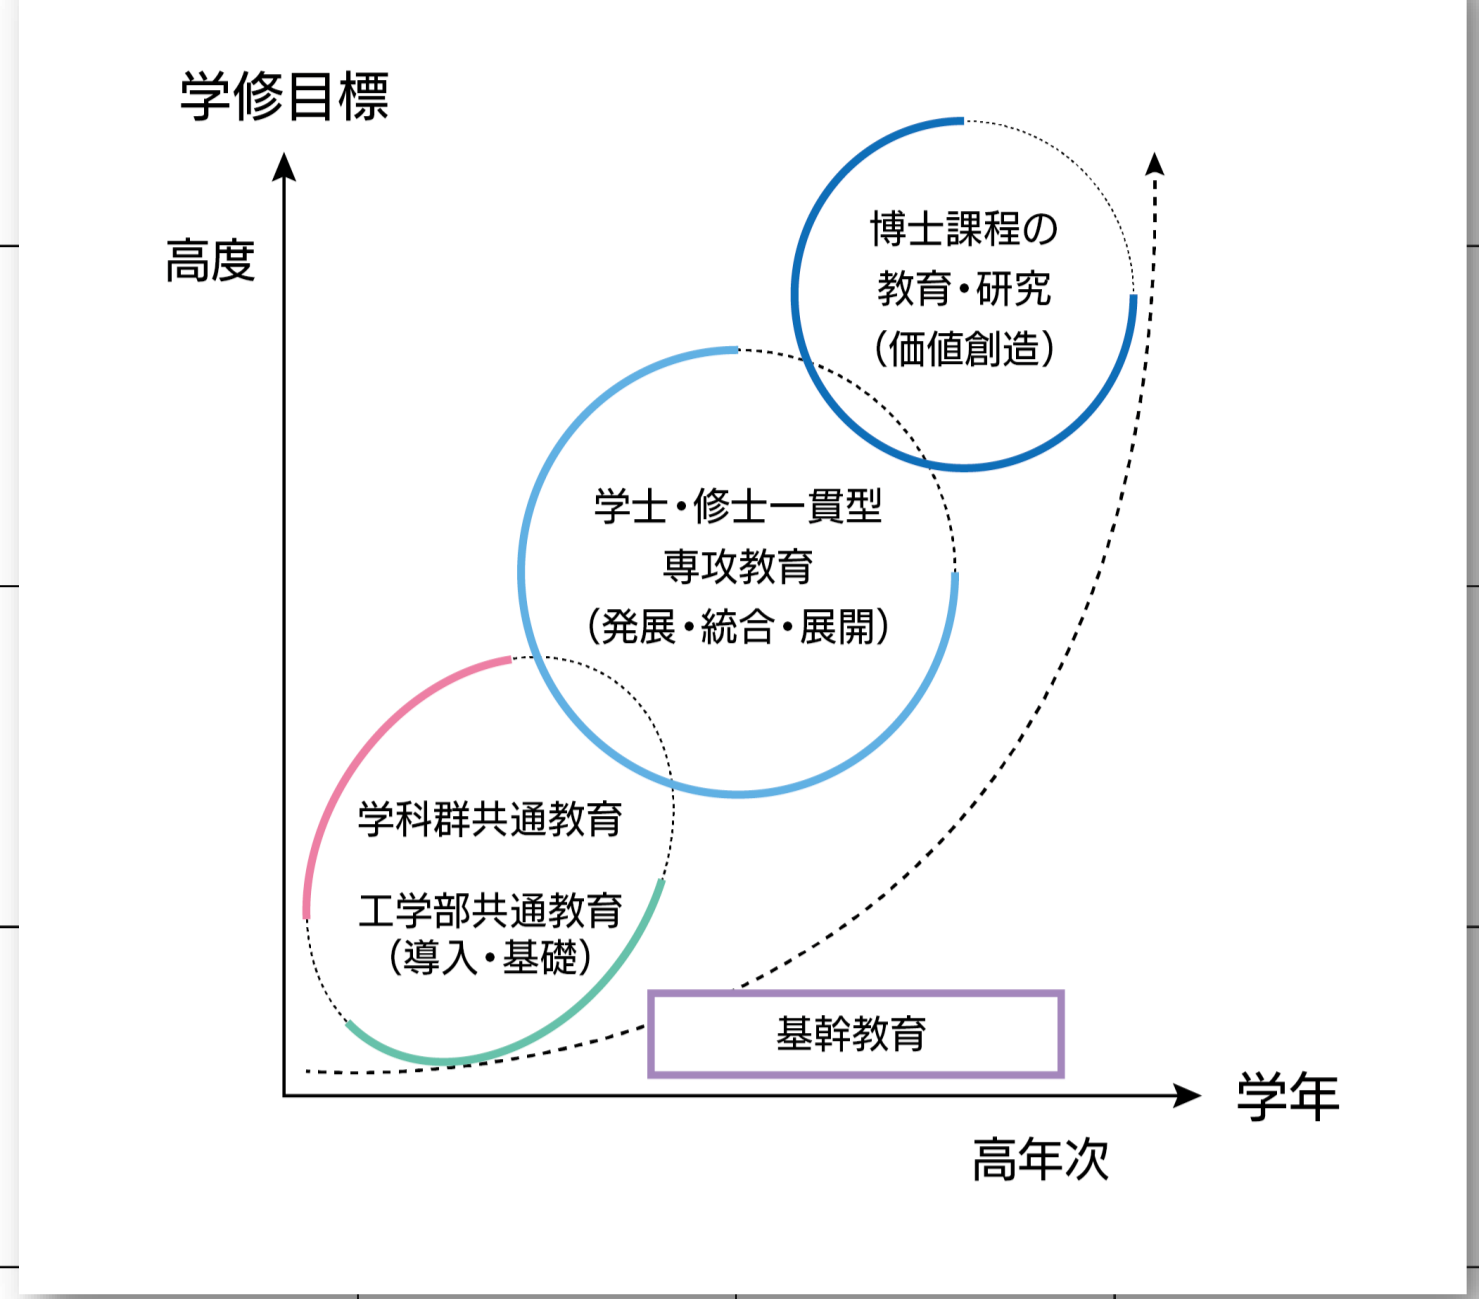 学修目標
高度
博士課程の
教育・研究
（価値創造）
学士・修士一貫型
専攻教育
（発展・統合・展開）
学科群共通教育
工学部共通教育
（導入・基礎）
基幹教育
学年
高年次